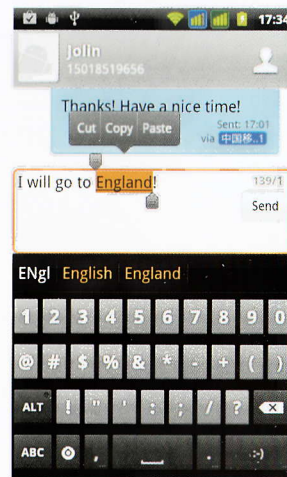 17:34
Jolin
15018519656
Thanks! Have a nice time!
Cut Copy Paste
Sent: 17:01
via 中国移..1
I will go to England!
139/1
Send
ENgl English England
1 2 3 4 5 6 7 8 9 0
@ # $ % & * - + ( )
ALT ! " ' : ; / ? 
ABC , . :-)